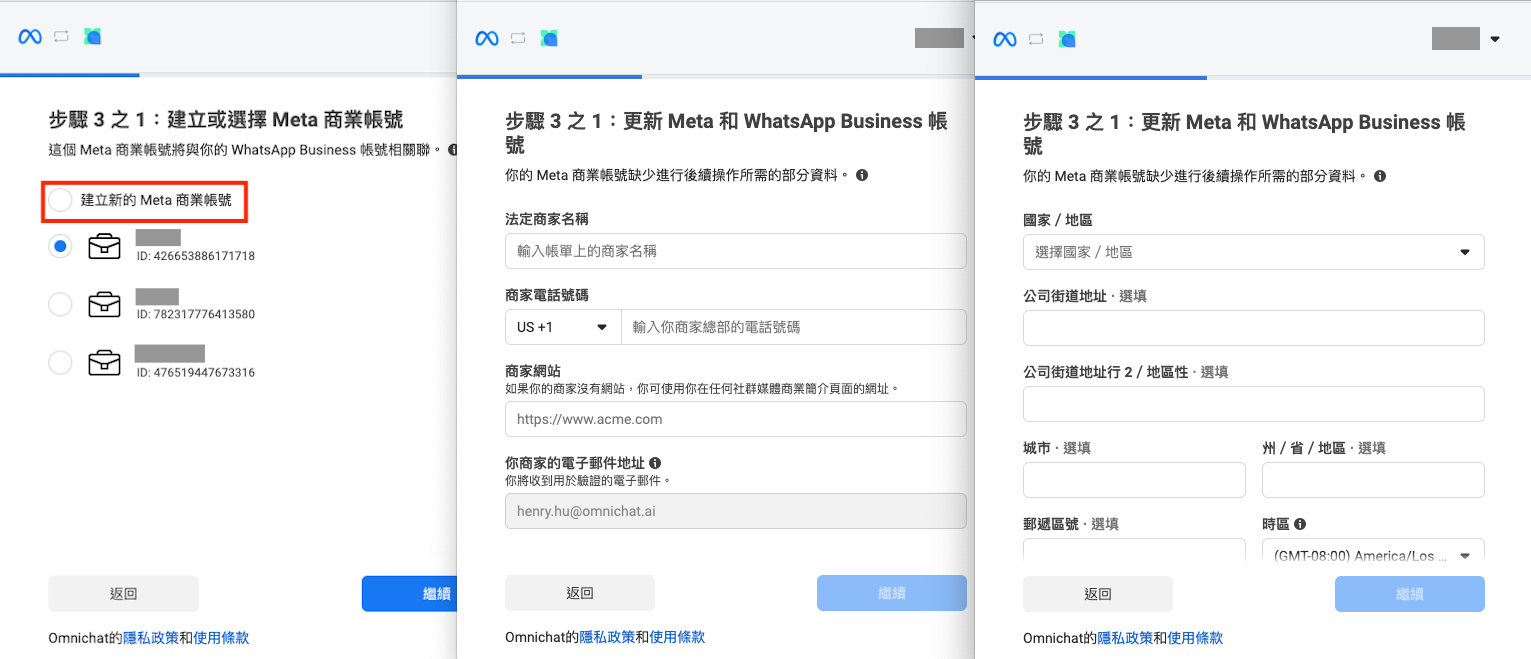 步驟 3 之 1：建立或選擇 Meta 商業帳號
這個 Meta 商業帳號將與你的 WhatsApp Business 帳號相關聯。
建立新的 Meta 商業帳號
ID: 426653886171718
ID: 782317776413580
ID: 476519447673316
返回
繼續
Omnichat的隱私政策和使用條款
步驟 3 之 1：更新 Meta 和 WhatsApp Business 帳
號
你的 Meta 商業帳號缺少進行後續操作所需的部分資料。
法定商家名稱
輸入帳單上的商家名稱
商家電話號碼
US +1
輸入你商家總部的電話號碼
商家網站
如果你的商家沒有網站，你可使用你在任何社群媒體商業簡介頁面的網址。
https://www.acme.com
你商家的電子郵件地址
你將收到用於驗證的電子郵件。
henry.hu@omnichat.ai
返回
繼續
Omnichat的隱私政策和使用條款
步驟 3 之 1：更新 Meta 和 WhatsApp Business 帳
號
你的 Meta 商業帳號缺少進行後續操作所需的部分資料。
國家 / 地區
選擇國家 / 地區
公司街道地址 · 選填
公司街道地址行 2 / 地區性 · 選填
城市 · 選填
州 / 省 / 地區 · 選填
郵遞區號 · 選填
時區
(GMT-08:00) America/Los ...
返回
繼續
Omnichat的隱私政策和使用條款